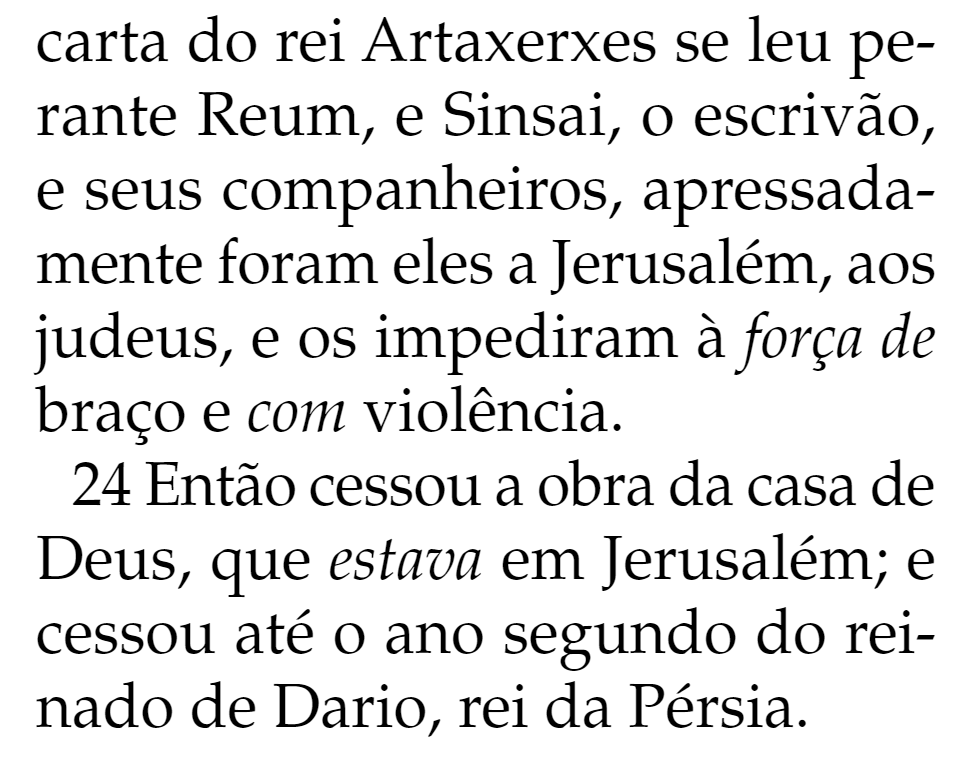 carta do rei Artaxerxes se leu pe-
rante Reum, e Sinsai, o escrivão,
e seus companheiros, apressada-
mente foram eles a Jerusalém, aos
judeus, e os impediram à força de
braço e com violência.
24 Então cessou a obra da casa de
Deus, que estava em Jerusalém; e
cessou até o ano segundo do rei-
nado de Dario, rei da Pérsia.